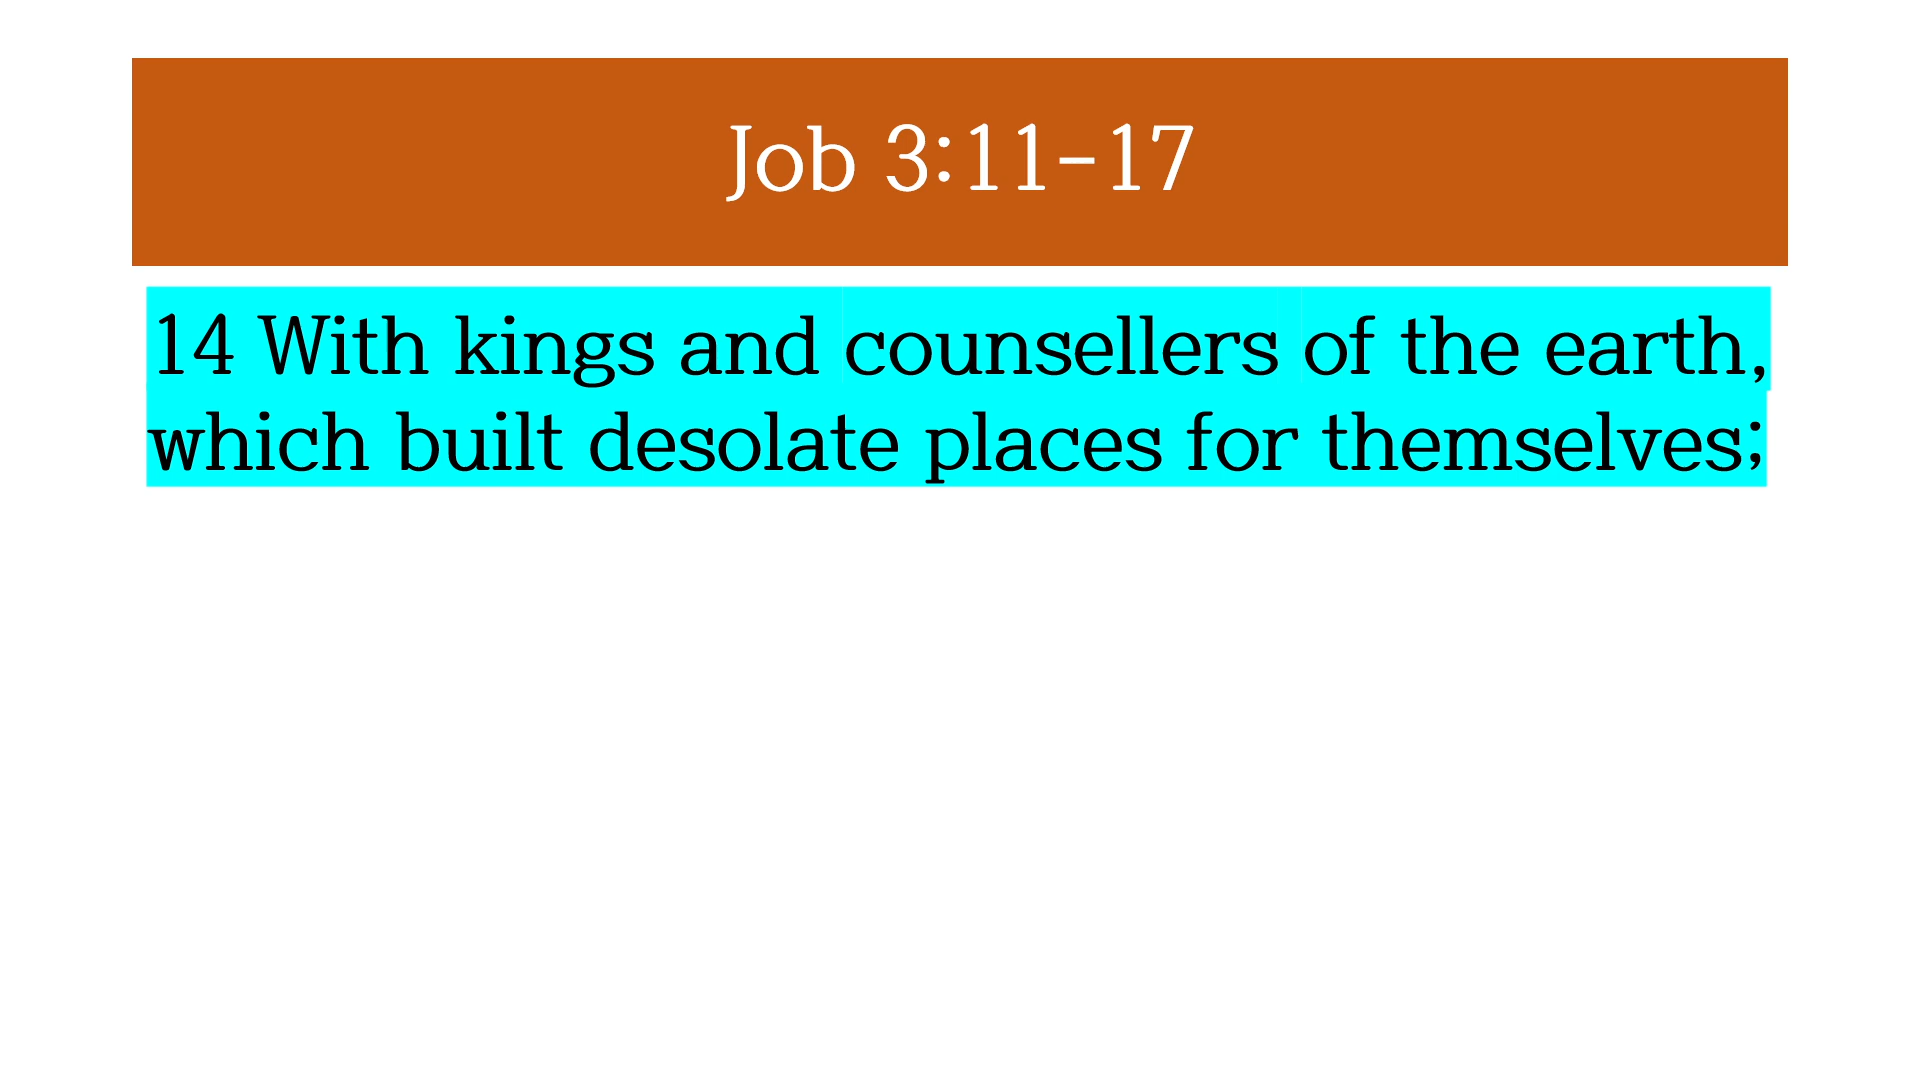 Job 3:11-17
14 With kings and counsellers of the earth,
which built desolate places for themselves;